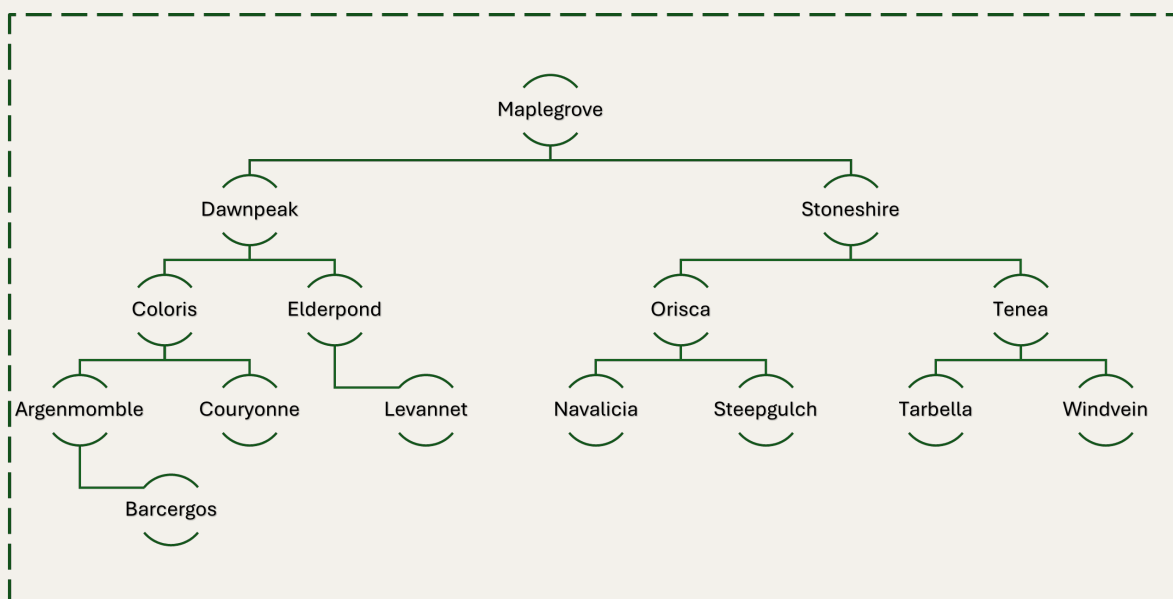 Maplegrove
Dawnpeak
Stoneshire
Coloris
Elderpond
Orisca
Tenea
Argenmomble
Couryonne
Levannet
Navalicia
Steepgulch
Tarbella
Windvein
Barcergos